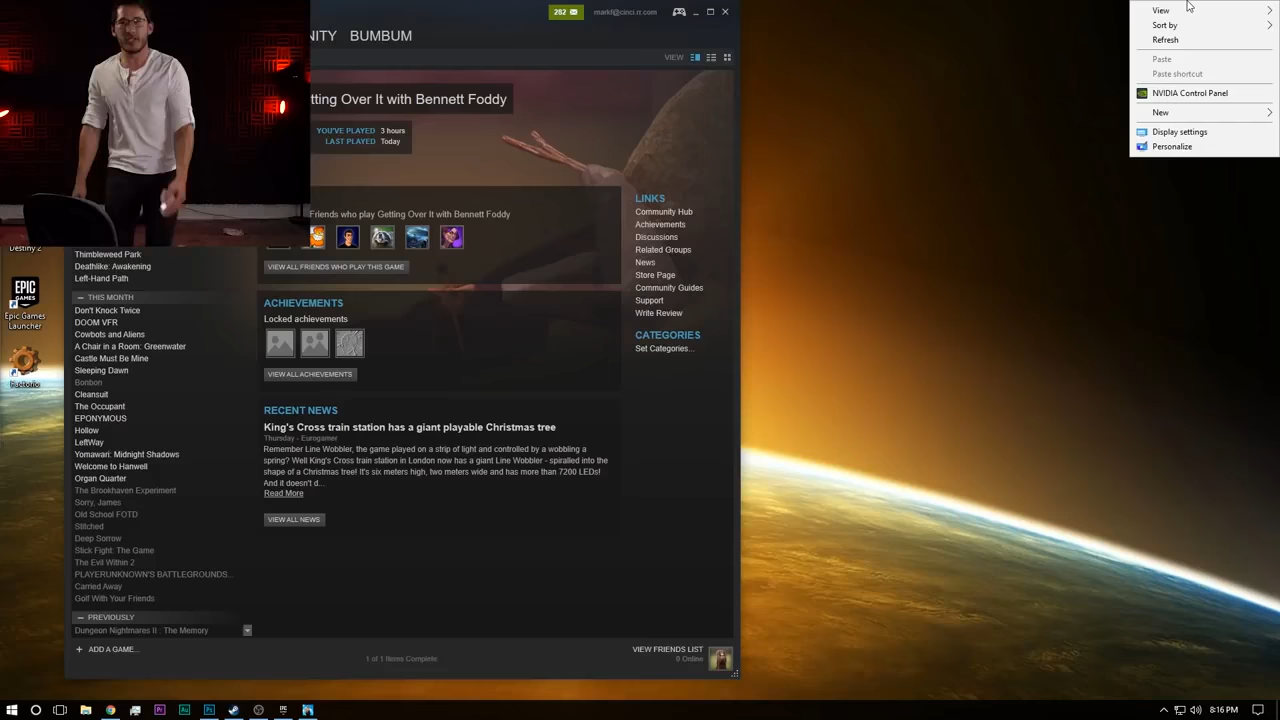 282
markf@cinci.rr.com
NITY BUMBUM
VIEW
tting Over It with Bennett Foddy
YOU'VE PLAYED 3 hours
LAST PLAYED Today
Friends who play Getting Over It with Bennett Foddy
VIEW ALL FRIENDS WHO PLAY THIS GAME
ACHIEVEMENTS
Locked achievements
VIEW ALL ACHIEVEMENTS
RECENT NEWS
King's Cross train station has a giant playable Christmas tree
Thursday - Eurogamer
Remember Line Wobbler, the game played on a strip of light and controlled by a wobbling a
spring? Well King's Cross train station in London now has a giant Line Wobbler - spiralled into the
shape of a Christmas tree! It's six meters high, two meters wide and has more than 7200 LEDs!
And it doesn't d...
Read More
VIEW ALL NEWS
LINKS
Community Hub
Achievements
Discussions
Related Groups
News
Store Page
Community Guides
Support
Write Review
CATEGORIES
Set Categories...
Destiny 2
EPIC
GAMES
Epic Games
Launcher
Factorio
Thimbleweed Park
Deathlike: Awakening
Left-Hand Path
THIS MONTH
Don't Knock Twice
DOOM VFR
Cowbots and Aliens
A Chair in a Room: Greenwater
Castle Must Be Mine
Sleeping Dawn
Bonbon
Cleansuit
The Occupant
EPONYMOUS
Hollow
LeftWay
Yomawari: Midnight Shadows
Welcome to Hanwell
Organ Quarter
The Brookhaven Experiment
Sorry, James
Old School FOTD
Stitched
Deep Sorrow
Stick Fight: The Game
The Evil Within 2
PLAYERUNKNOWN'S BATTLEGROUNDS...
Carried Away
Golf With Your Friends
PREVIOUSLY
Dungeon Nightmares II : The Memory
+ ADD A GAME...
1 of 1 Items Complete
VIEW FRIENDS LIST
0 Online
View
Sort by
Refresh
Paste
Paste shortcut
NVIDIA Control Panel
New
Display settings
Personalize
Pr
Au
Ps
8:16 PM